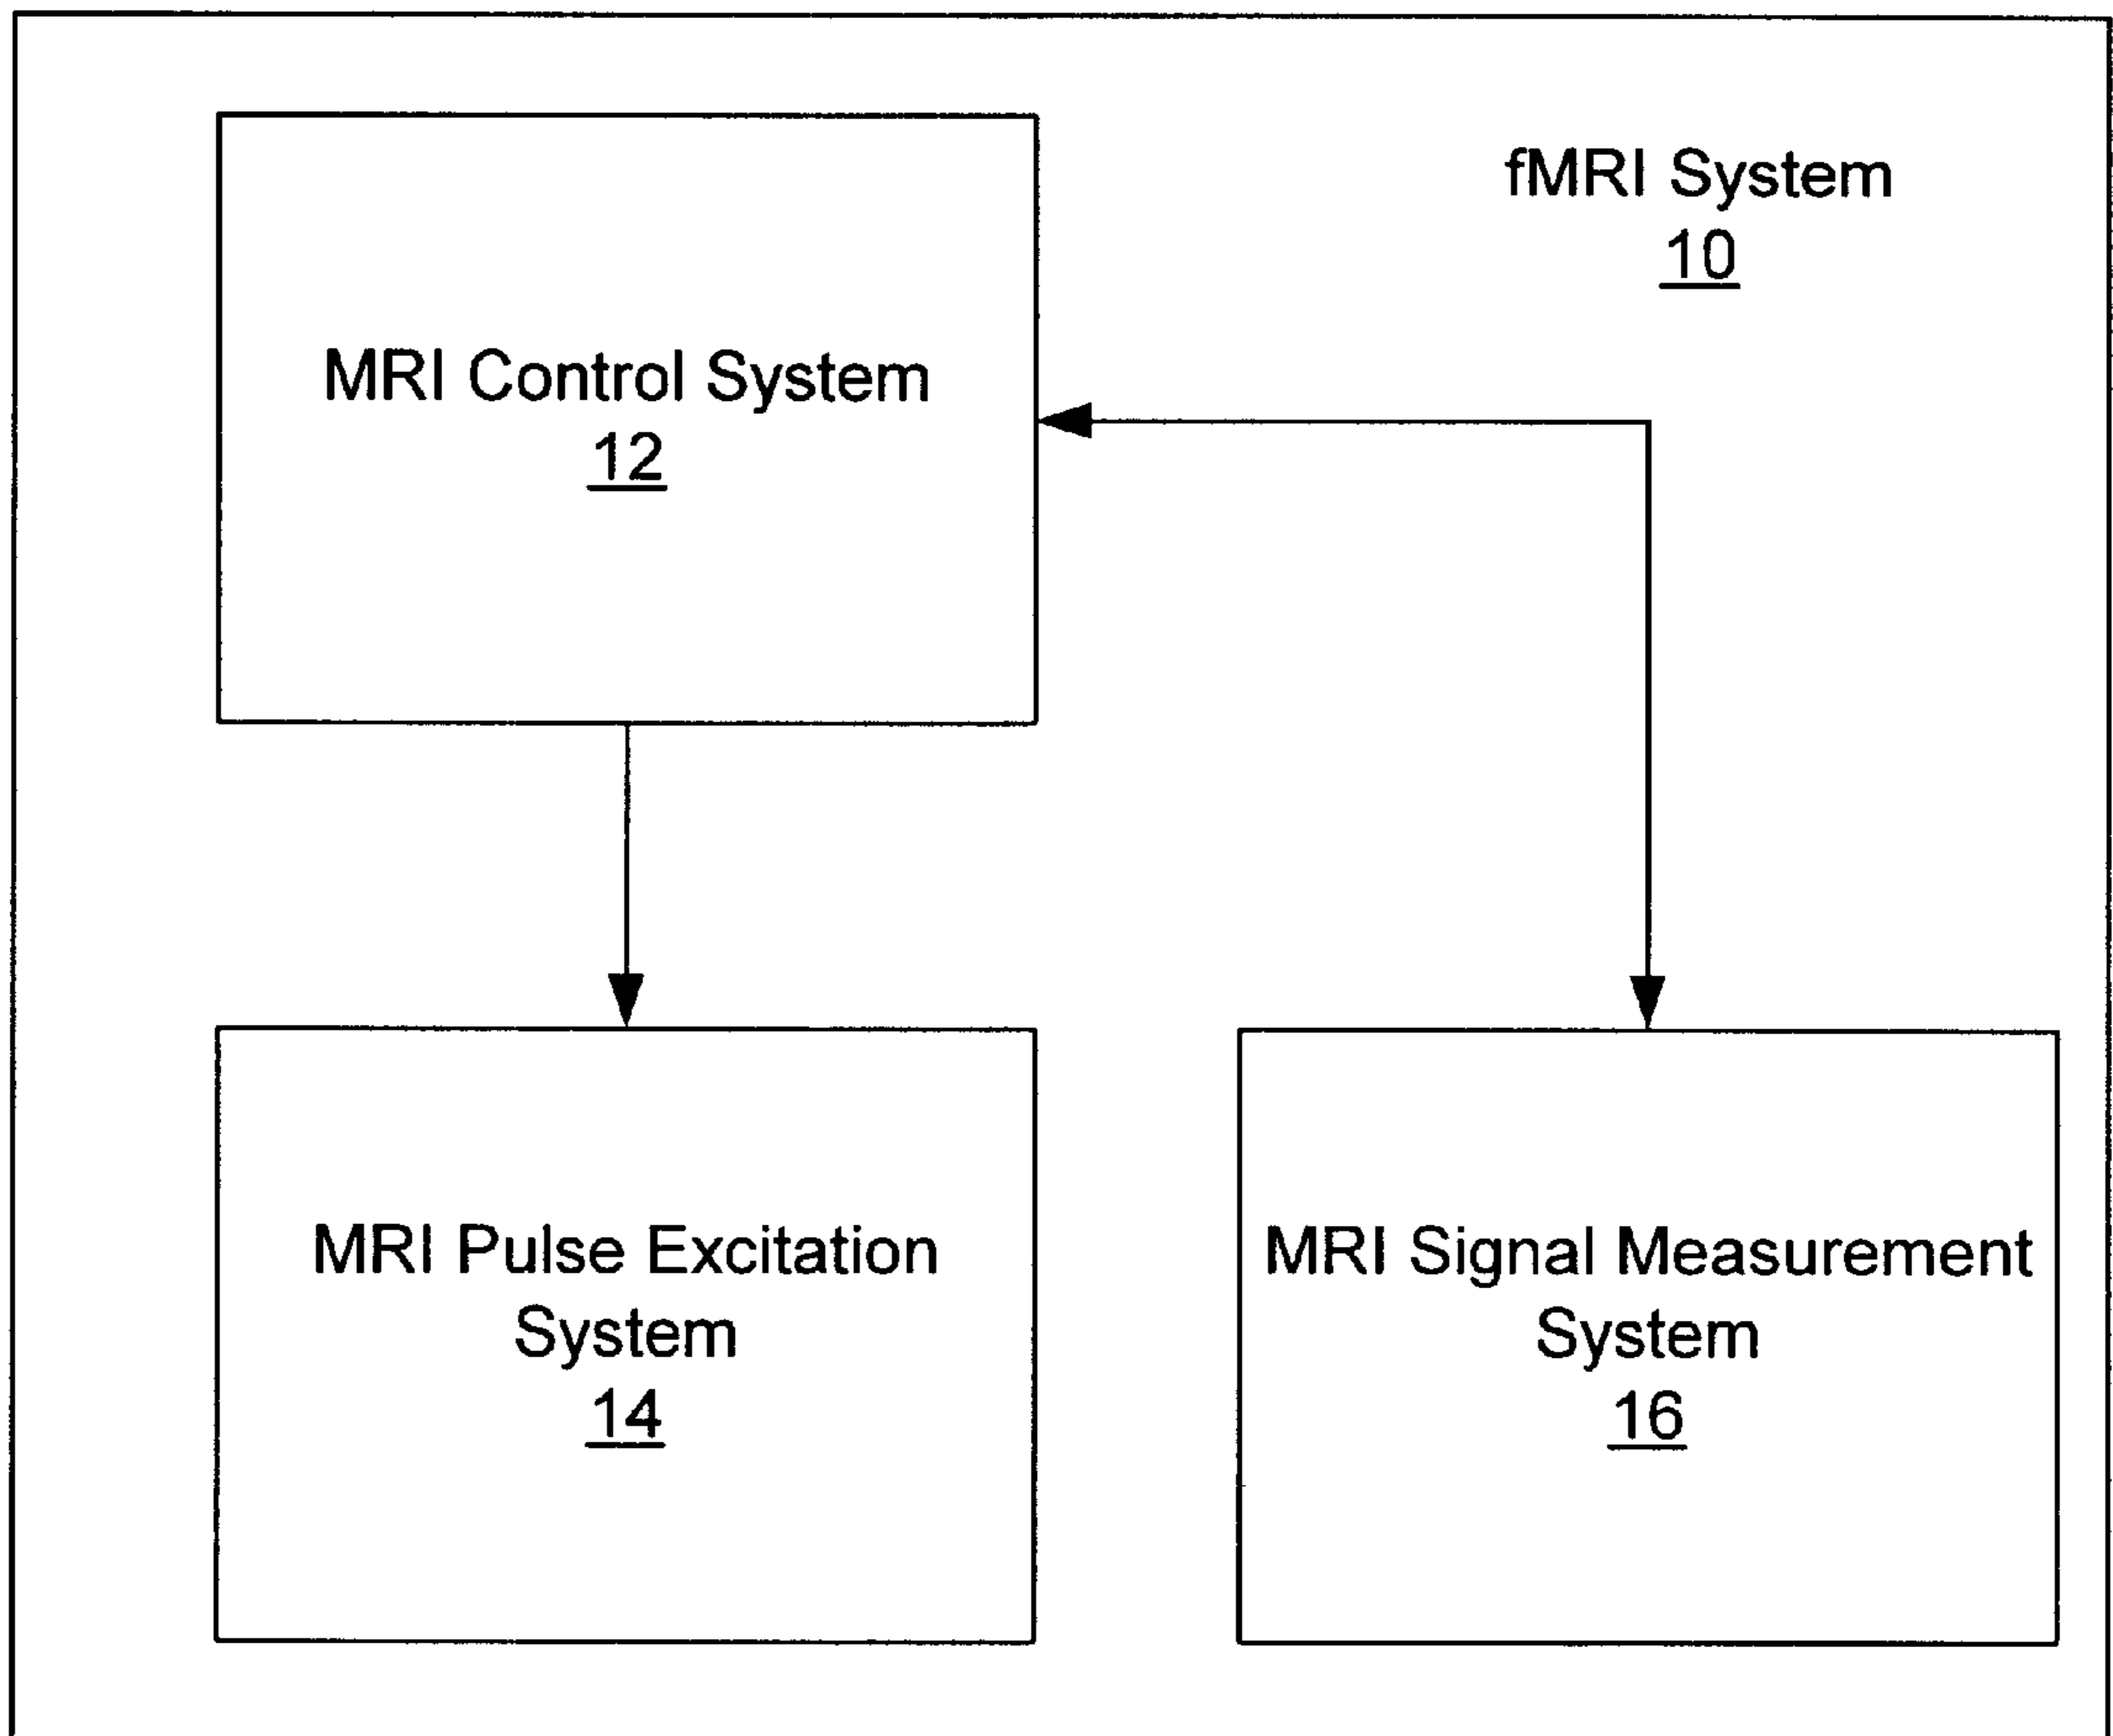 fMRI System
10
MRI Control System
12
MRI Pulse Excitation
System
14
MRI Signal Measurement
System
16